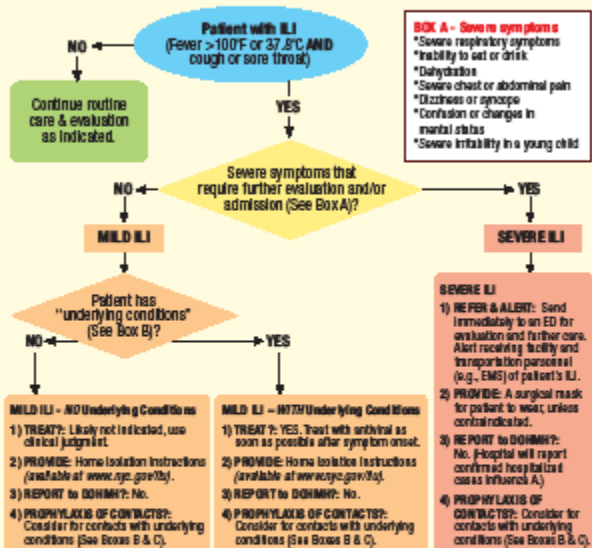 Patient with ILI
(Fever >100°F or 37.8°C AND
cough or sore throat)
NO
YES
Continue routine
care & evaluation
as indicated.
BOX A - Severe symptoms
*Severe respiratory symptoms
*Inability to eat or drink
*Dehydration
*Severe chest or abdominal pain
*Dizziness or syncope
*Confusion or changes in
mental status
*Severe irritability in a young child
Severe symptoms that
require further evaluation and/or
admission (See Box A)?
NO
YES
MILD ILI
SEVERE ILI
Patient has
"underlying conditions"
(See Box B)?
NO
YES
MILD ILI - NO Underlying Conditions
1) TREAT?: Likely not indicated, use
clinical judgment.
2) PROVIDE: Home isolation instructions
(available at www.nyc.gov/flu).
3) REPORT to DOHMH?: No.
4) PROPHYLAXIS OF CONTACTS?:
Consider for contacts with underlying
conditions (See Boxes B & C).
MILD ILI – WITH Underlying Conditions
1) TREAT?: YES. Treat with antiviral as
soon as possible after symptom onset.
2) PROVIDE: Home isolation instructions
(available at www.nyc.gov/flu).
3) REPORT to DOHMH?: No.
4) PROPHYLAXIS OF CONTACTS?:
Consider for contacts with underlying
conditions (See Boxes B & C).
SEVERE ILI
1) REFER & ALERT: Send
immediately to an ED for
evaluation and further care.
Alert receiving facility and
transportation personnel
(e.g., EMS) of patient's ILI.
2) PROVIDE: A surgical mask
for patient to wear, unless
contraindicated.
3) REPORT to DOHMH?:
No. (Hospital will report
confirmed hospitalized
cases Influenza A.)
4) PROPHYLAXIS OF
CONTACTS?: Consider for
contacts with underlying
conditions (See Boxes B & C).